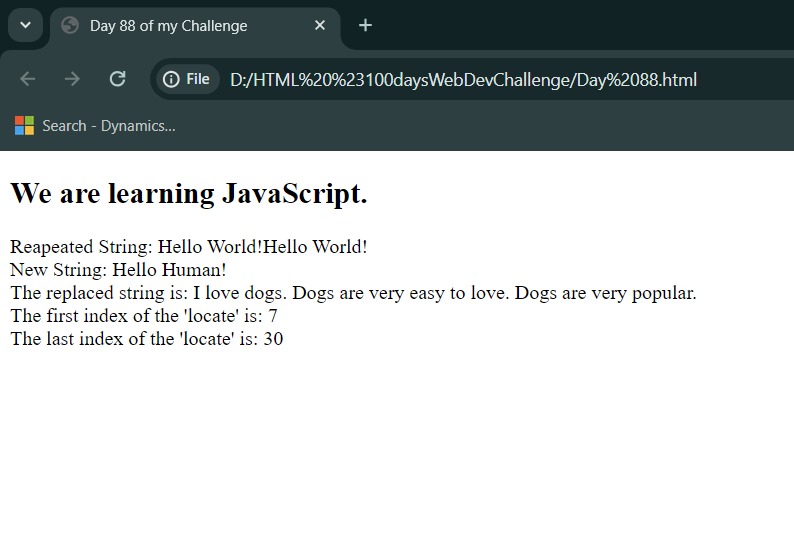 Day 88 of my Challenge
File D:/HTML%20%23100daysWebDevChallenge/Day%2088.html
Search - Dynamics...
We are learning JavaScript.
Reapeated String: Hello World!Hello World!
New String: Hello Human!
The replaced string is: I love dogs. Dogs are very easy to love. Dogs are very popular.
The first index of the 'locate' is: 7
The last index of the 'locate' is: 30